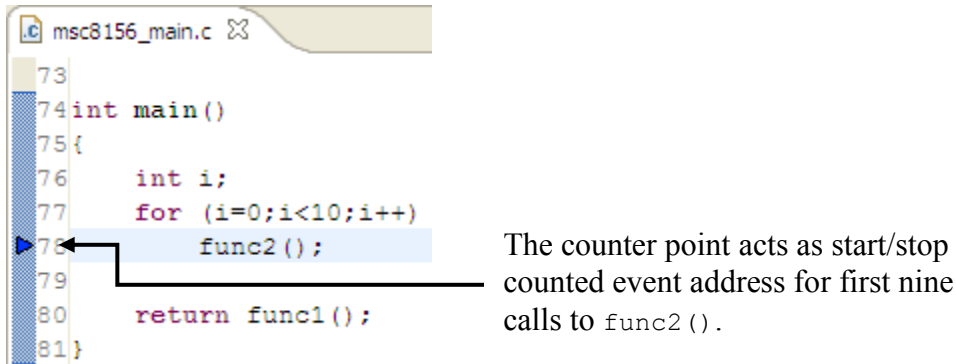 .c msc8156_main.c
73
74 int main()
75 {
76 int i;
77 for (i=0;i<10;i++)
78 func2();
79
80 return func1();
81 }
The counter point acts as start/stop
counted event address for first nine
calls to func2().